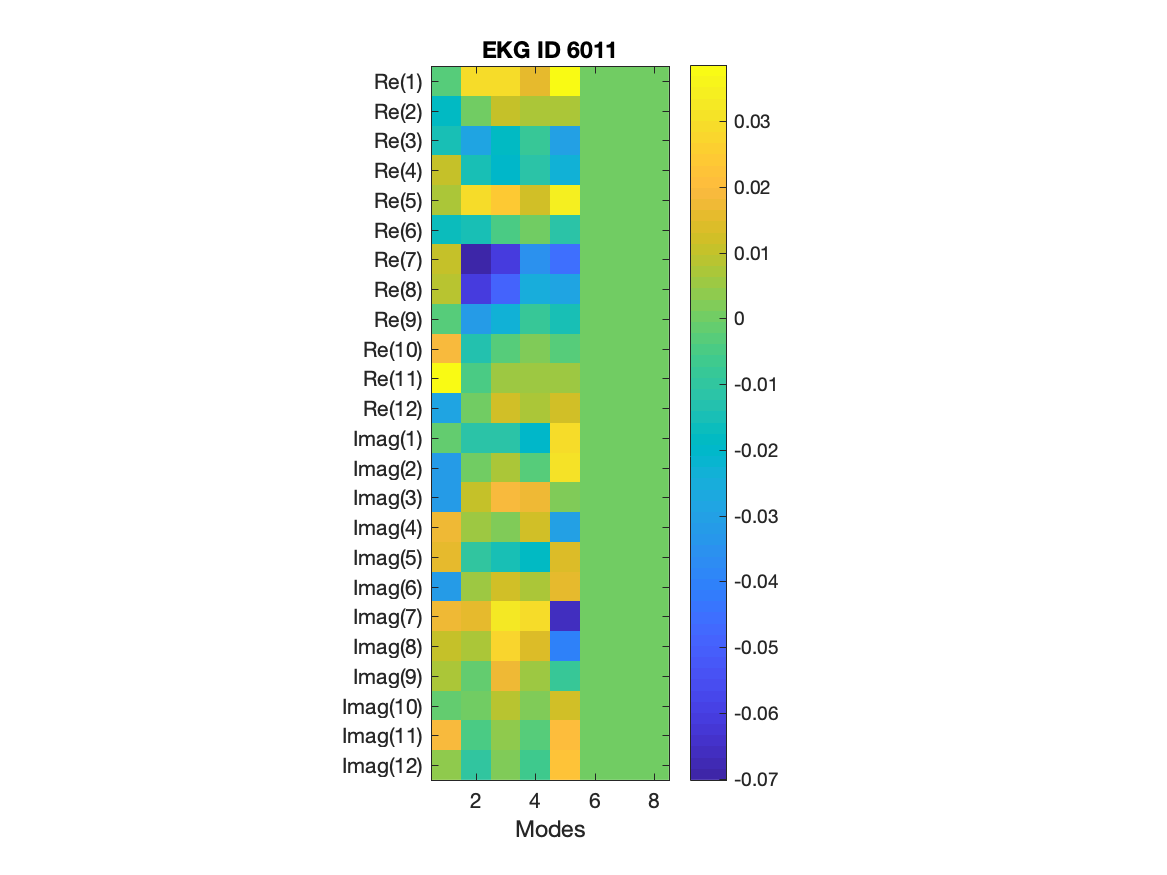 EKG ID 6011
Re(1)
Re(2)
Re(3)
Re(4)
Re(5)
Re(6)
Re(7)
Re(8)
Re(9)
Re(10)
Re(11)
Re(12)
Imag(1)
Imag(2)
Imag(3)
Imag(4)
Imag(5)
Imag(6)
Imag(7)
Imag(8)
Imag(9)
Imag(10)
Imag(11)
Imag(12)
2 4 6 8
Modes
0.03
0.02
0.01
0
-0.01
-0.02
-0.03
-0.04
-0.05
-0.06
-0.07